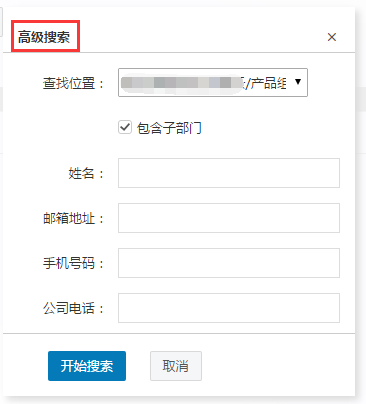 高级搜索 ×
查找位置： /产品组
包含子部门
姓名：
邮箱地址：
手机号码：
公司电话：
开始搜索 取消